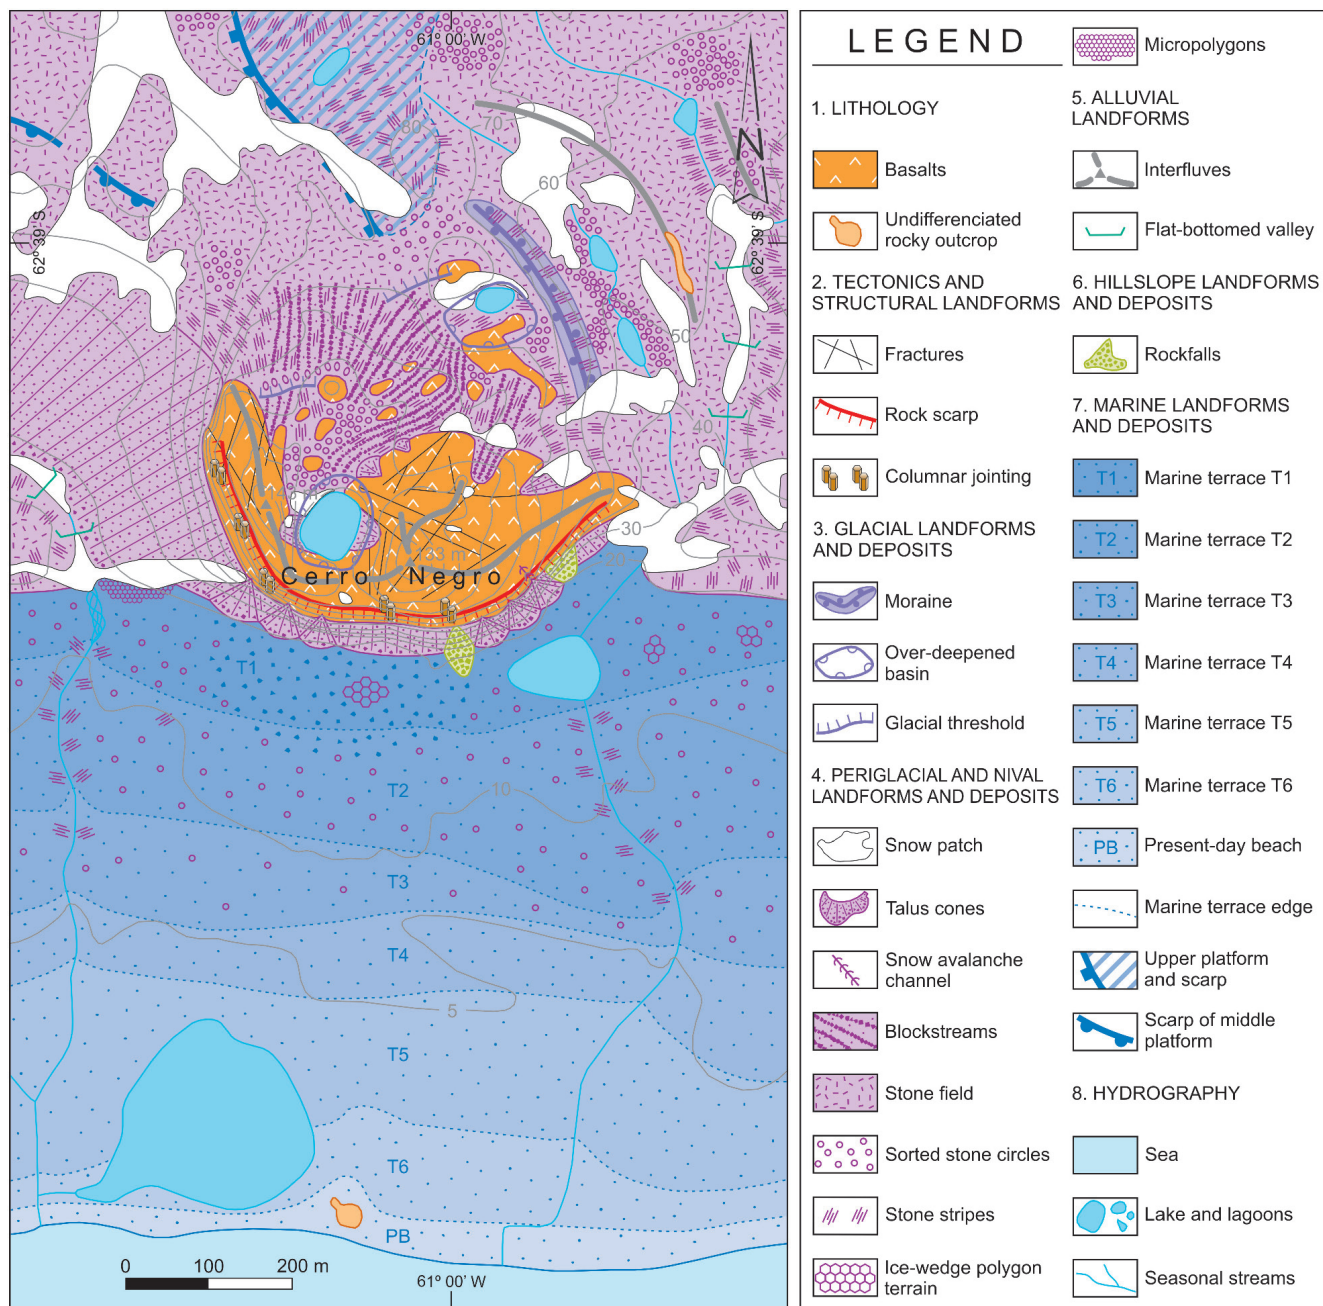 61º 00' W
N
80
70
60
62º 39' S
62º 39' S
50
40
30
20
133 m
Cerro Negro
T1
T2
10
T3
T4
5
T5
T6
PB
0 100 200 m
61º 00' W
LEGEND
1. LITHOLOGY
Basalts
Undifferenciated
rocky outcrop
2. TECTONICS AND
STRUCTURAL LANDFORMS
Fractures
Rock scarp
Columnar jointing
3. GLACIAL LANDFORMS
AND DEPOSITS
Moraine
Over-deepened
basin
Glacial threshold
4. PERIGLACIAL AND NIVAL
LANDFORMS AND DEPOSITS
Snow patch
Talus cones
Snow avalanche
channel
Blockstreams
Stone field
Sorted stone circles
Stone stripes
Ice-wedge polygon
terrain
Micropolygons
5. ALLUVIAL
LANDFORMS
Interfluves
Flat-bottomed valley
6. HILLSLOPE LANDFORMS
AND DEPOSITS
Rockfalls
7. MARINE LANDFORMS
AND DEPOSITS
T1 Marine terrace T1
T2 Marine terrace T2
T3 Marine terrace T3
T4 Marine terrace T4
T5 Marine terrace T5
T6 Marine terrace T6
PB Present-day beach
Marine terrace edge
Upper platform
and scarp
Scarp of middle
platform
8. HYDROGRAPHY
Sea
Lake and lagoons
Seasonal streams